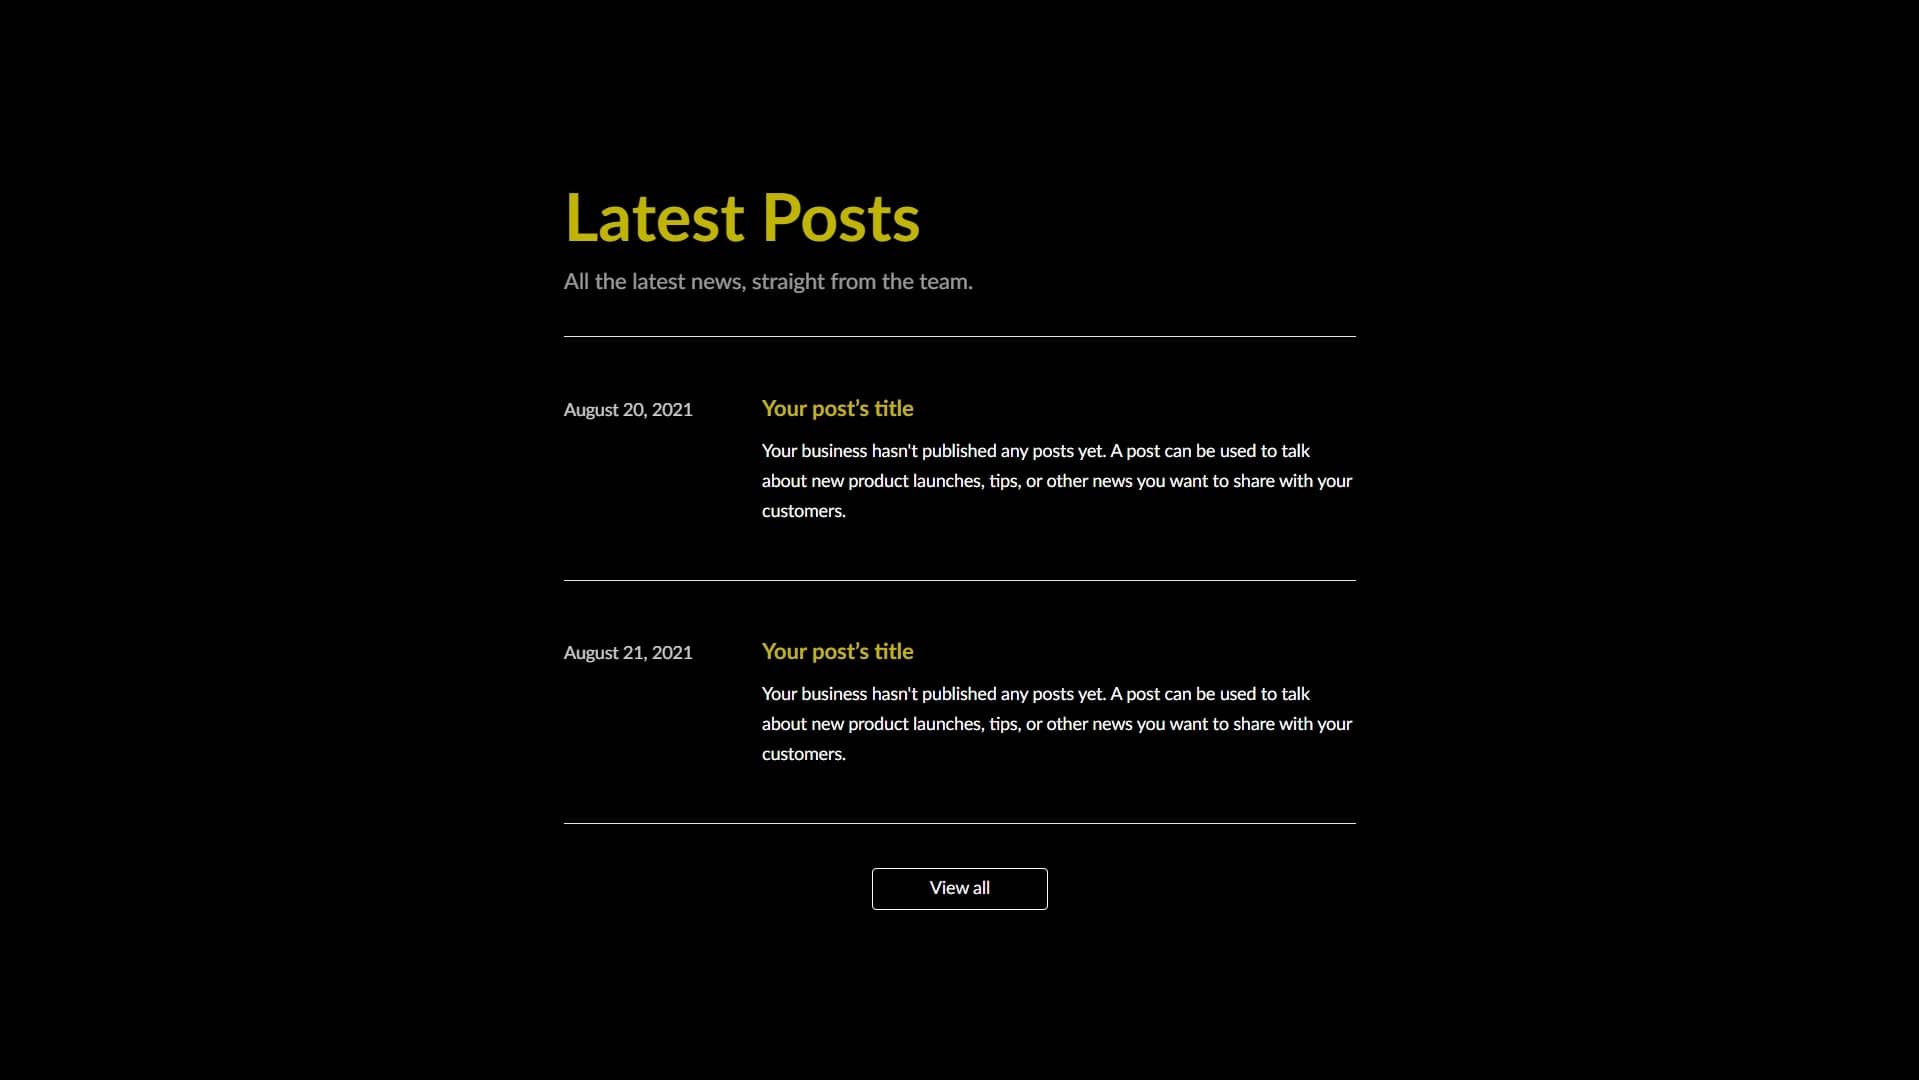 Latest Posts
All the latest news, straight from the team.
August 20, 2021
Your post’s title
Your business hasn't published any posts yet. A post can be used to talk
about new product launches, tips, or other news you want to share with your
customers.
August 21, 2021
Your post’s title
Your business hasn't published any posts yet. A post can be used to talk
about new product launches, tips, or other news you want to share with your
customers.
View all